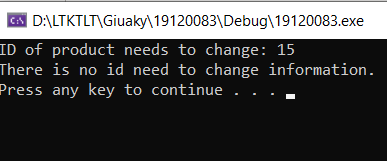 D:\LTKTLT\Giuaky\19120083\Debug\19120083.exe
ID of product needs to change: 15
There is no id need to change information.
Press any key to continue . . .